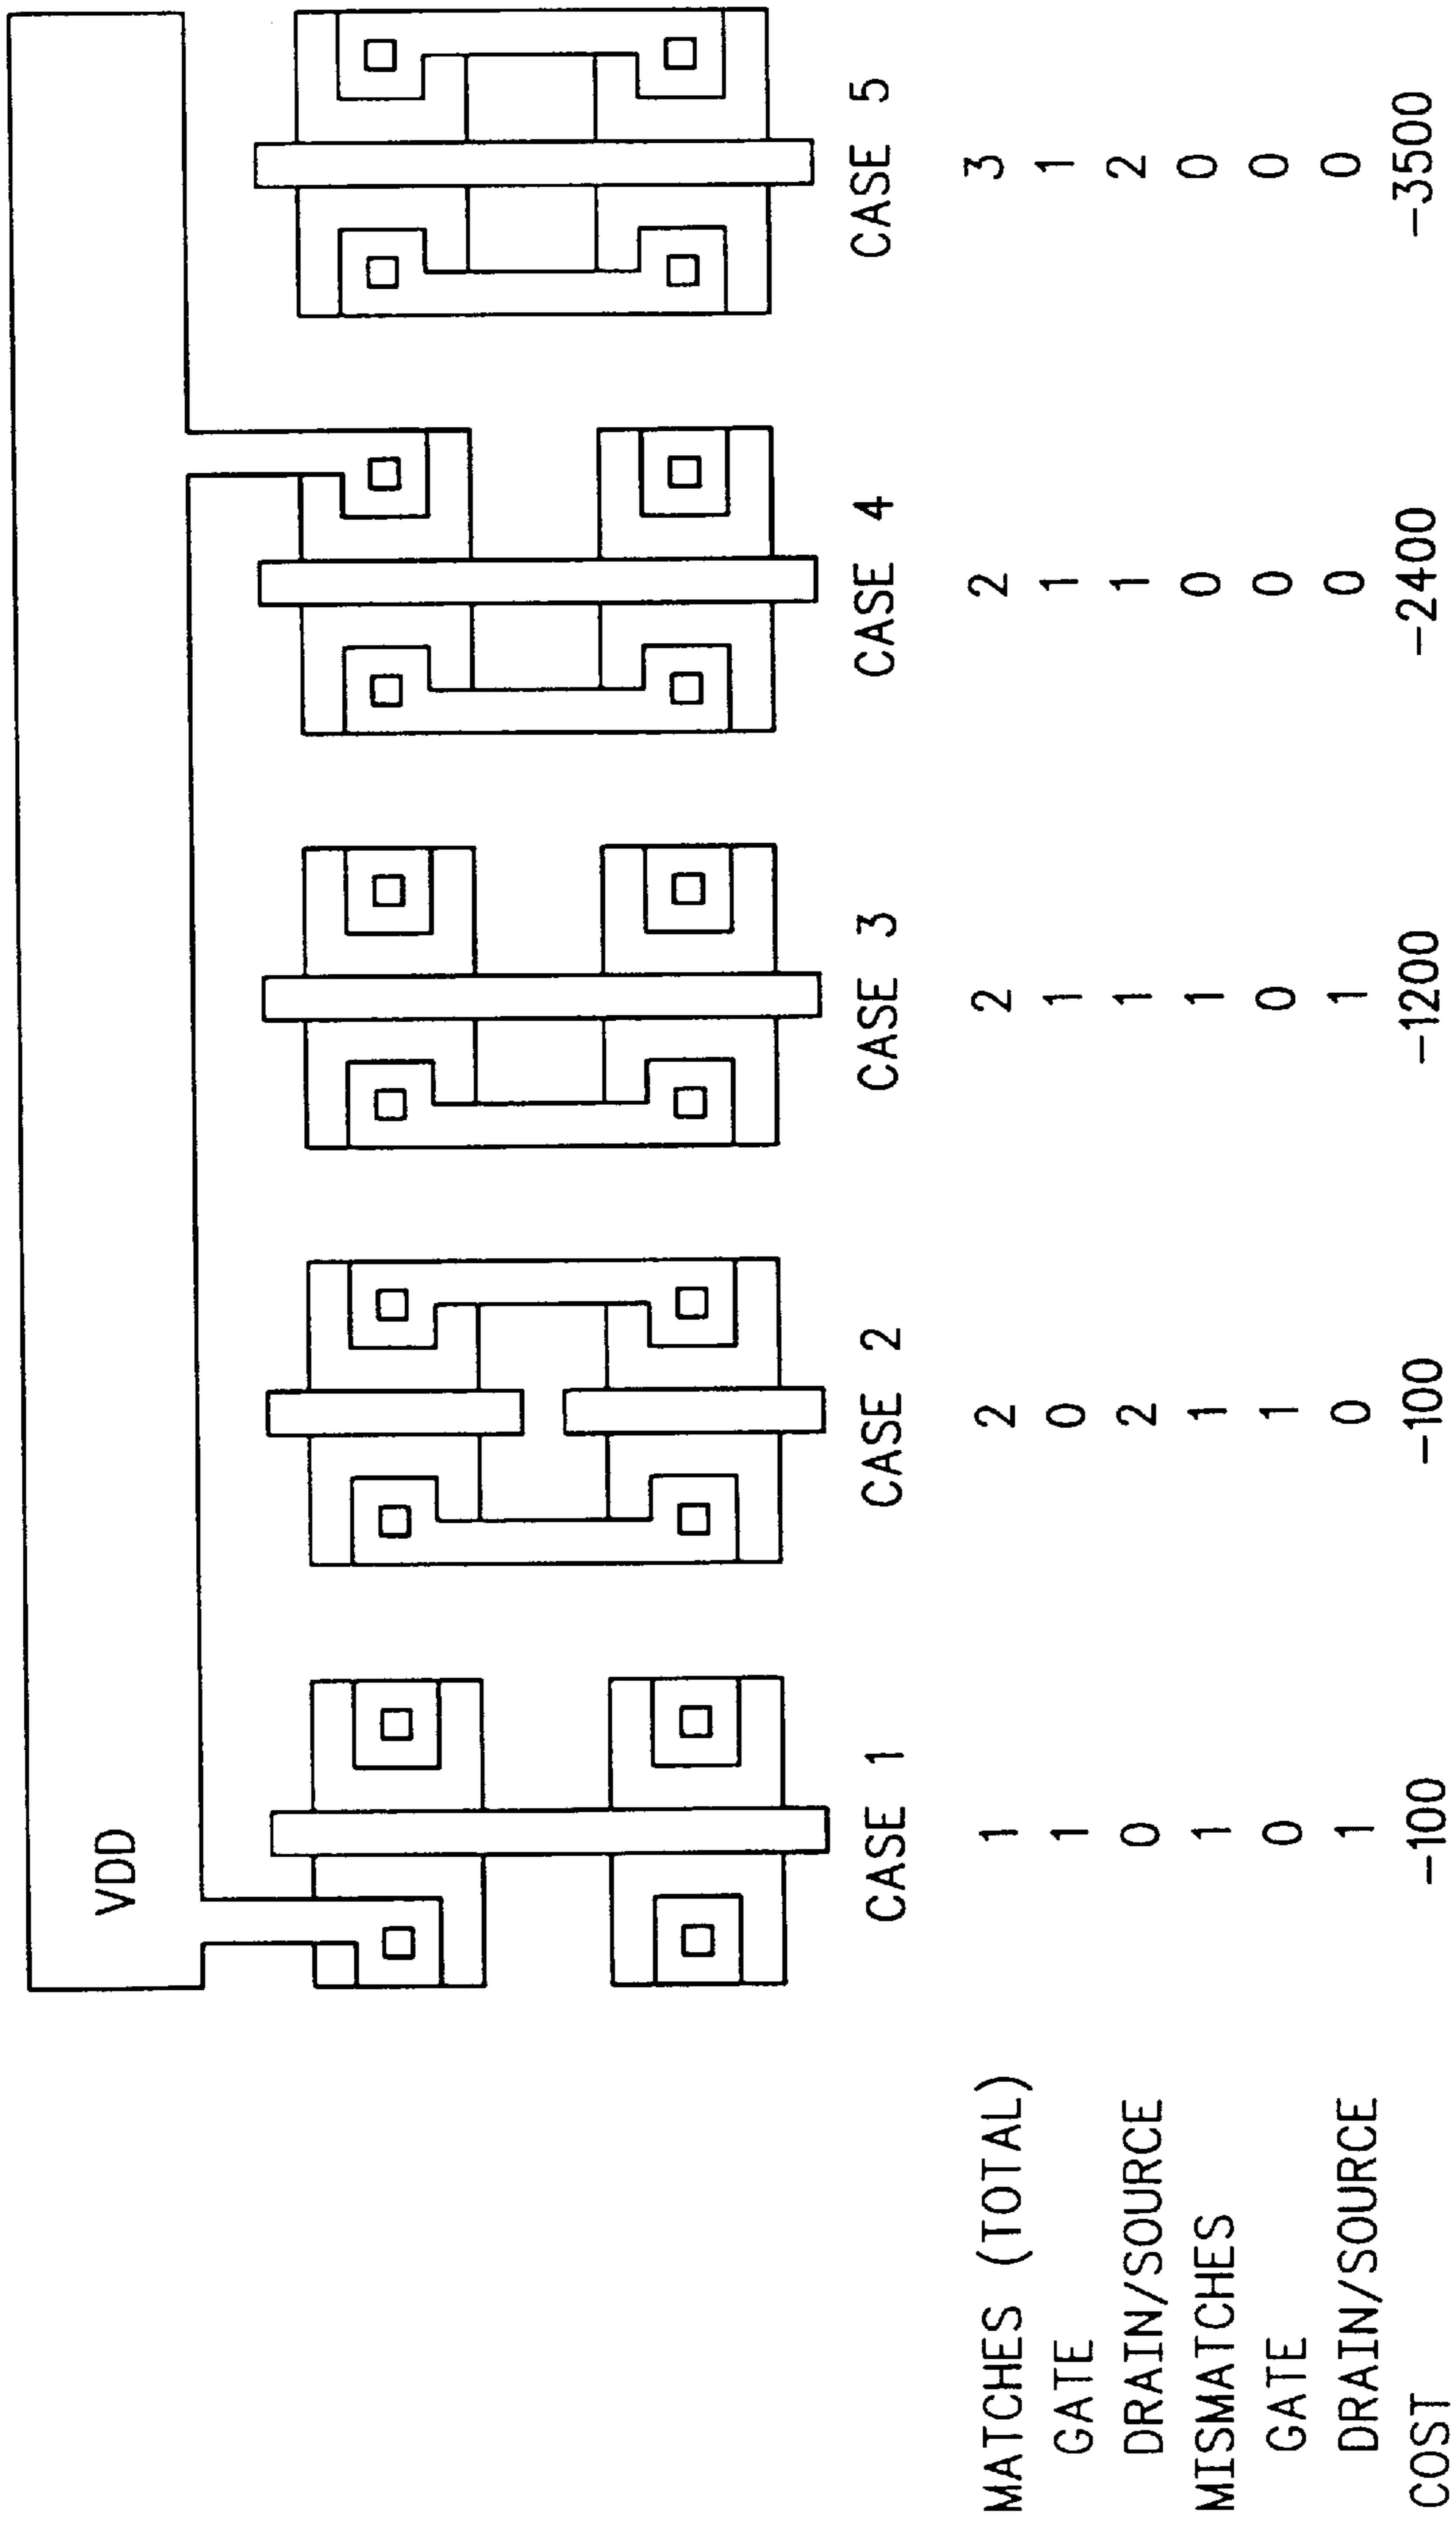 VDD
CASE 1 CASE 2 CASE 3 CASE 4 CASE 5
MATCHES (TOTAL) 1 2 2 2 3
GATE 1 0 1 1 1
DRAIN/SOURCE 0 2 1 1 2
MISMATCHES 1 1 1 0 0
GATE 0 1 0 0 0
DRAIN/SOURCE 1 0 1 0 0
COST -100 -100 -1200 -2400 -3500